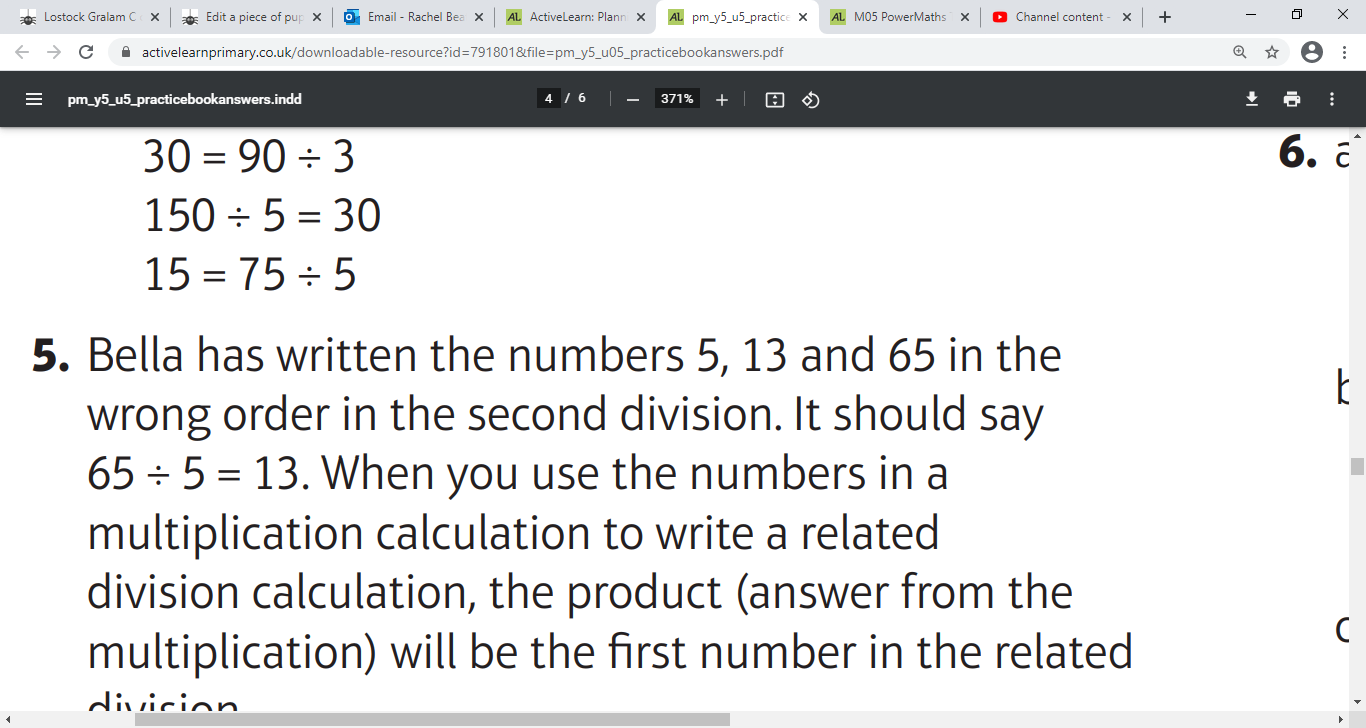 Lostock Gralam C
Edit a piece of pup
Email - Rachel Bea
ActiveLearn: Plann
pm_y5_u5_practice
M05 PowerMaths
Channel content -
activelearnprimary.co.uk/downloadable-resource?id=791801&file=pm_y5_u05_practicebookanswers.pdf
pm_y5_u5_practicebookanswers.indd
4 / 6
371%
30 = 90 ÷ 3
150 ÷ 5 = 30
15 = 75 ÷ 5
5. Bella has written the numbers 5, 13 and 65 in the
wrong order in the second division. It should say
65 ÷ 5 = 13. When you use the numbers in a
multiplication calculation to write a related
division calculation, the product (answer from the
multiplication) will be the first number in the related
division
6.